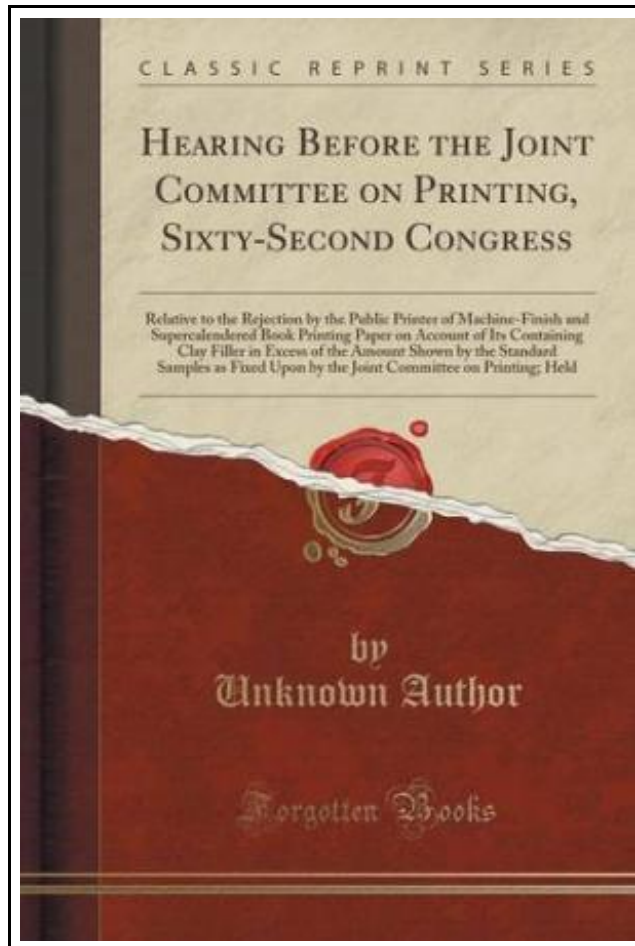 CLASSIC REPRINT SERIES
HEARING BEFORE THE JOINT
COMMITTEE ON PRINTING,
SIXTY-SECOND CONGRESS
Relative to the Rejection by the Public Printer of Machine-Finish and
Supercalendered Book Printing Paper on Account of Its Containing
Clay Filler in Excess of the Amount Shown by the Standard
Samples as Fixed Upon by the Joint Committee on Printing; Held
by
Unknown Author
Forgotten Books